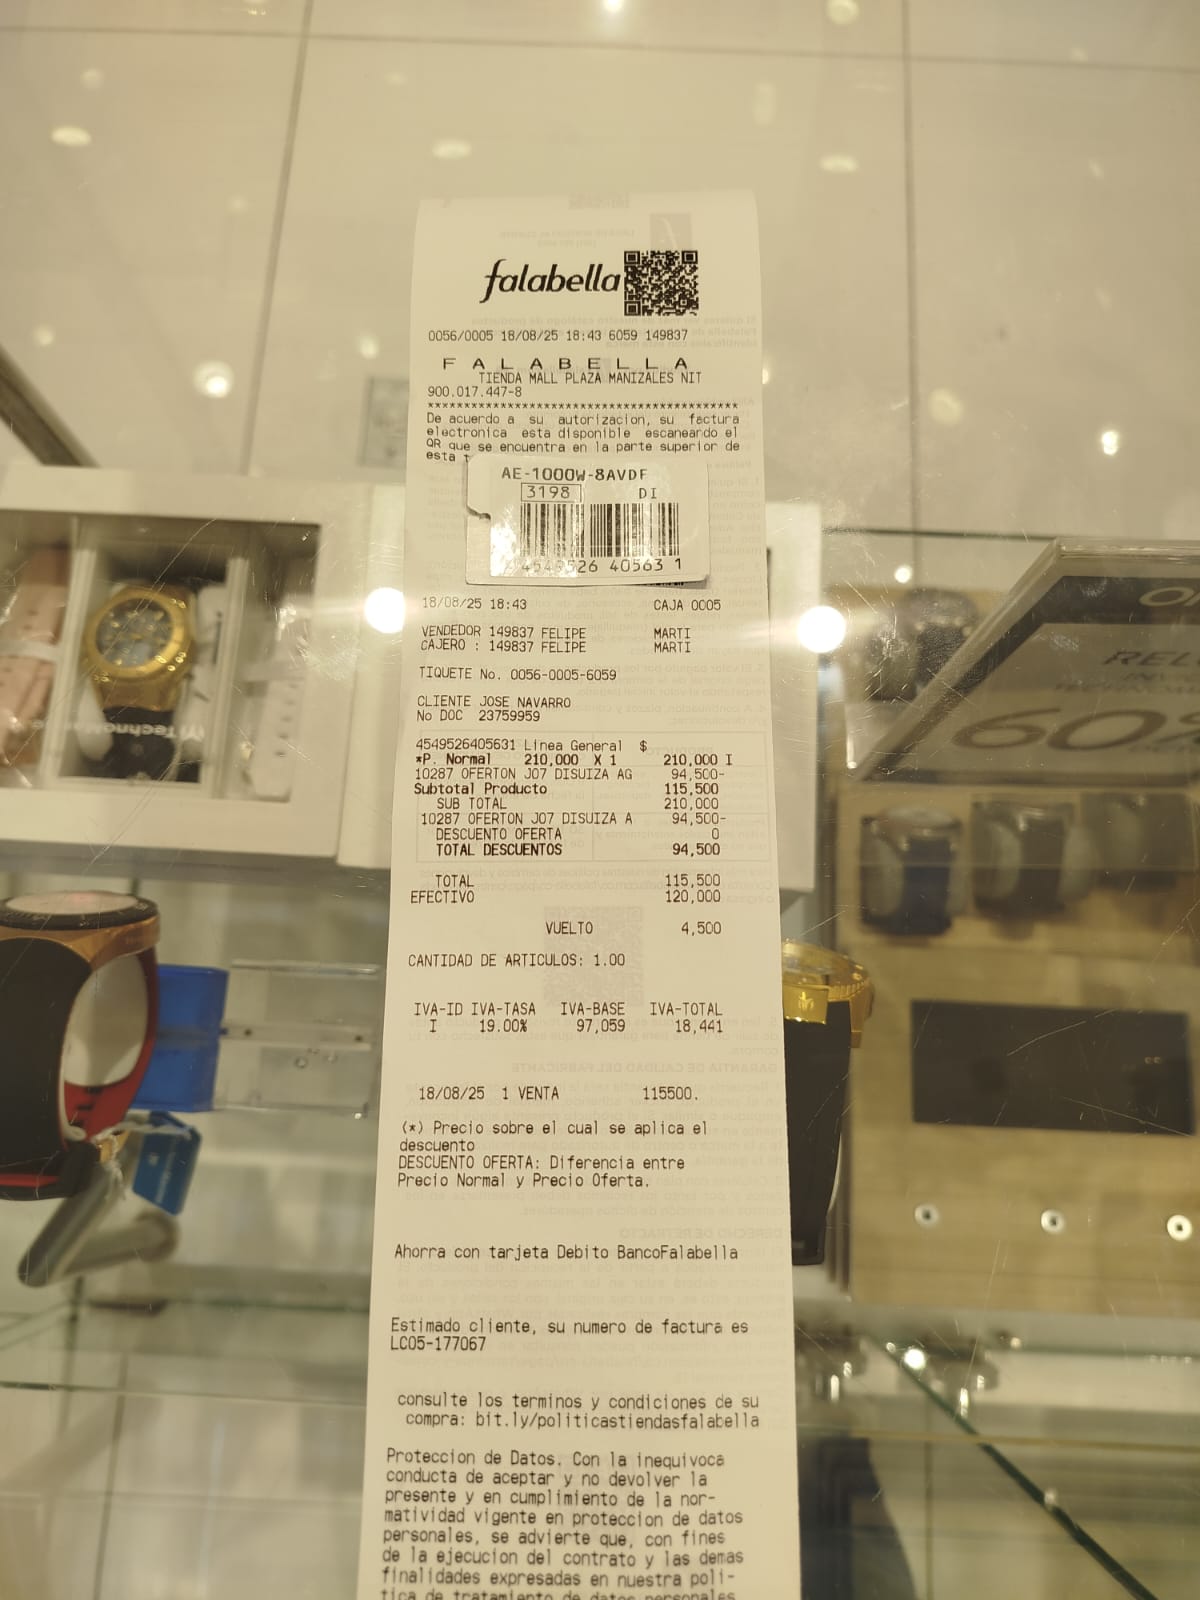 falabella
0056/0005 18/08/25 18:43 6059 149837
F A L A B E L L A
TIENDA MALL PLAZA MANIZALES NIT
900.017.447-8
******************************************
De acuerdo a su autorizacion, su factura
electronica esta disponible escaneando el
QR que se encuentra en la parte superior de
esta
AE-1000W-8AVDF
3198 DI
4549526 40563 1
18/08/25 18:43 CAJA 0005
VENDEDOR 149837 FELIPE MARTI
CAJERO : 149837 FELIPE MARTI
TIQUETE No. 0056-0005-6059
CLIENTE JOSE NAVARRO
No DOC 23759959
4549526405631 Linea General $
*P. Normal 210,000 X 1 210,000 I
10287 OFERTON J07 DISUIZA AG 94,500-
Subtotal Producto 115,500
SUB TOTAL 210,000
10287 OFERTON J07 DISUIZA A 94,500-
DESCUENTO OFERTA 0
TOTAL DESCUENTOS 94,500
TOTAL 115,500
EFECTIVO 120,000
VUELTO 4,500
CANTIDAD DE ARTICULOS: 1.00
IVA-ID IVA-TASA IVA-BASE IVA-TOTAL
I 19.00% 97,059 18,441
18/08/25 1 VENTA 115500.
(*) Precio sobre el cual se aplica el
descuento
DESCUENTO OFERTA: Diferencia entre
Precio Normal y Precio Oferta.
Ahorra con tarjeta Debito BancoFalabella
Estimado cliente, su numero de factura es
LC05-177067
consulte los terminos y condiciones de su
compra: bit.ly/politicastiendasfalabella
Proteccion de Datos. Con la inequivoca
conducta de aceptar y no devolver la
presente y en cumplimiento de la nor-
matividad vigente en proteccion de datos
personales, se advierte que, con fines
de la ejecucion del contrato y las demas
finalidades expresadas en nuestra poli-
tica de tratamiento de datos personales
60%